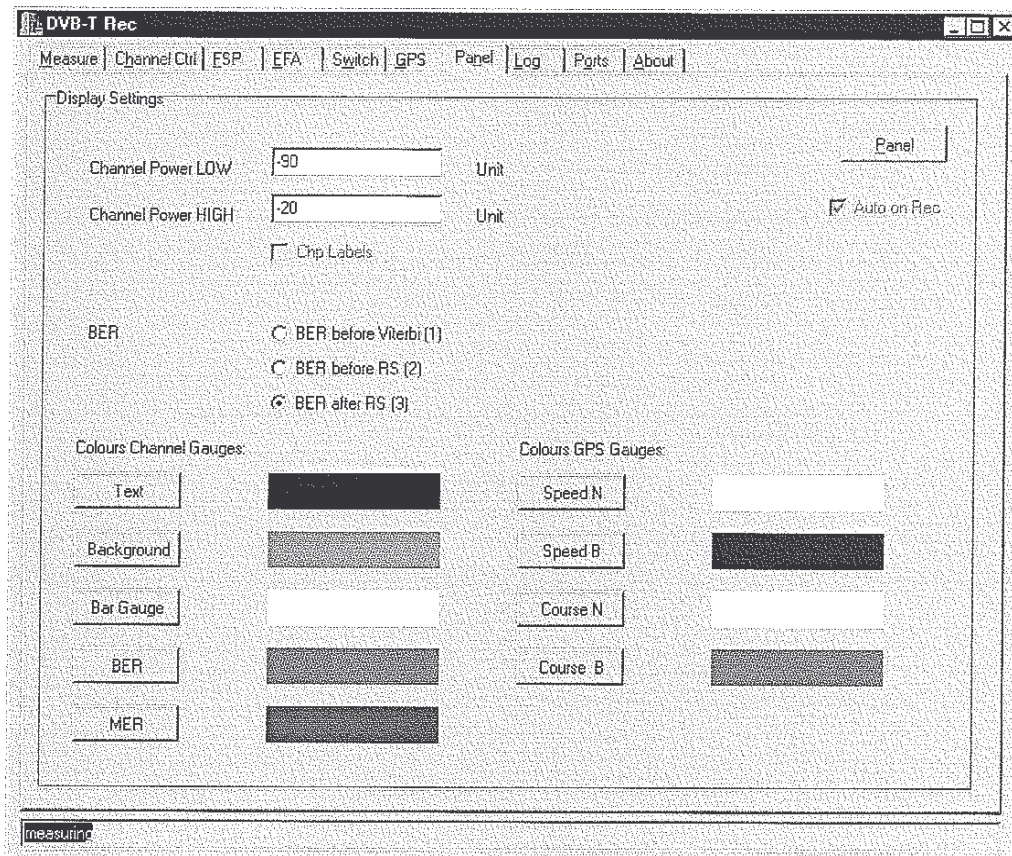 DVB-T Rec
Measure Channel Ctrl FSP EFA Switch GPS Panel Log Ports About
Display Settings
Panel
Channel Power LOW -90 Unit
Channel Power HIGH -20 Unit
Auto on Rec
Chp Labels
BER
BER before Viterbi (1)
BER before RS (2)
BER after RS (3)
Colours Channel Gauges: Colours GPS Gauges:
Text Speed N
Background Speed B
Bar Gauge Course N
BER Course B
MER
measuring